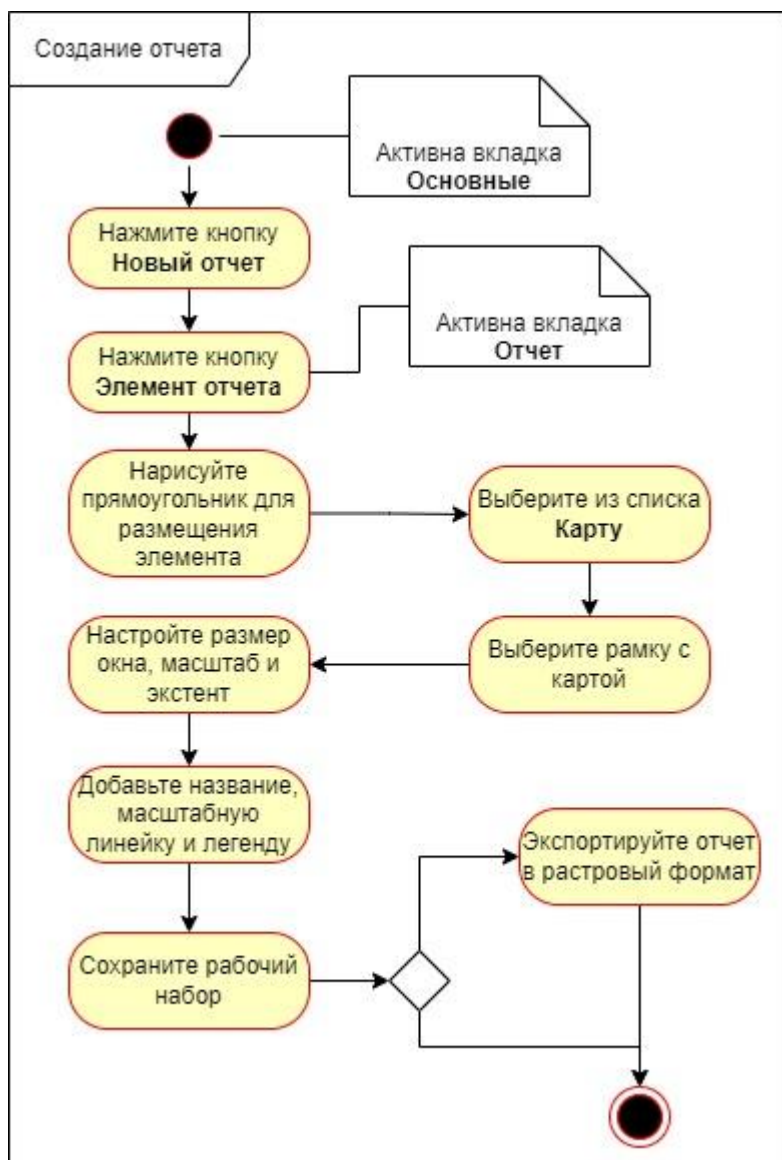 Создание отчета
Активна вкладка
Основные
Нажмите кнопку
Новый отчет
Активна вкладка
Отчет
Нажмите кнопку
Элемент отчета
Нарисуйте
прямоугольник для
размещения
элемента
Выберите из списка
Карту
Выберите рамку с
картой
Настройте размер
окна, масштаб и
экстент
Добавьте название,
масштабную
линейку и легенду
Сохраните рабочий
набор
Экспортируйте отчет
в растровый формат